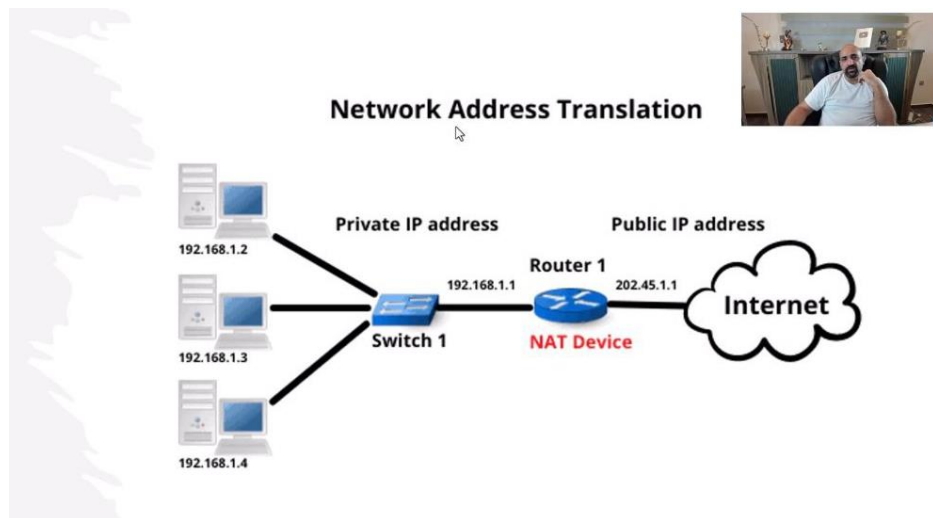 Network Address Translation
Private IP address
Public IP address
192.168.1.2
Router 1
192.168.1.1
202.45.1.1
Internet
Switch 1
NAT Device
192.168.1.3
192.168.1.4